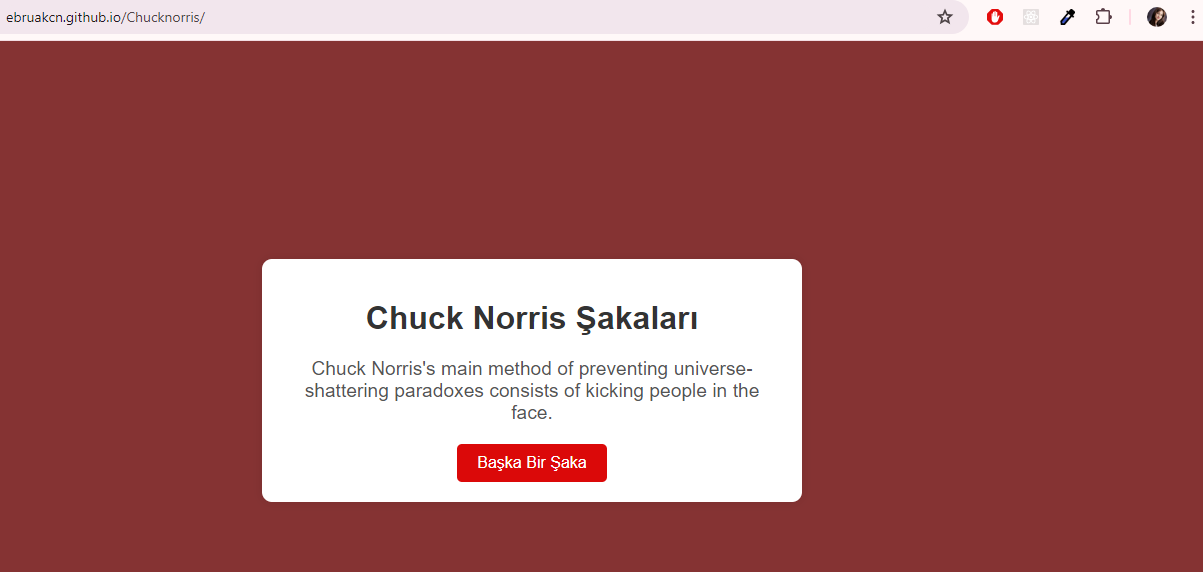 ebruakcn.github.io/Chucknorris/
Chuck Norris Şakaları
Chuck Norris's main method of preventing universe-
shattering paradoxes consists of kicking people in the
face.
Başka Bir Şaka